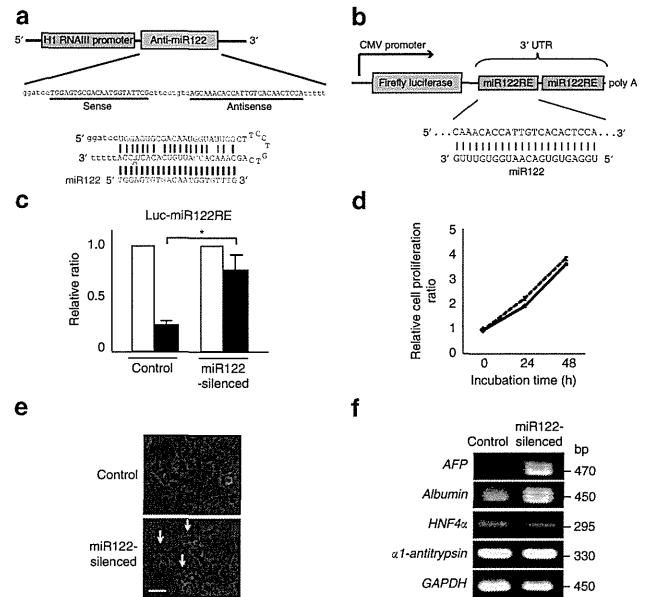 a
5′ H1 RNAIII promoter Anti-miR122 3′
Sense Antisense
miR122
b
CMV promoter 3′ UTR
Firefly luciferase miR122RE miR122RE poly A
5′ ...CAAACACCATTGTCACACTCCA...3′
3′ GUUUGUGGUAACAGUGUGAGGU 5′
miR122
c
Luc-miR122RE
Relative ratio
1.0
*
0.5
0
Control miR122
-silenced
d
Relative cell proliferation
ratio
5
4
3
2
1
0
0 24 48
Incubation time (h)
e
Control
miR122-
silenced
f
miR122-
Control silenced bp
AFP 470
Albumin 450
HNF4α 295
α1-antitrypsin 330
GAPDH 450